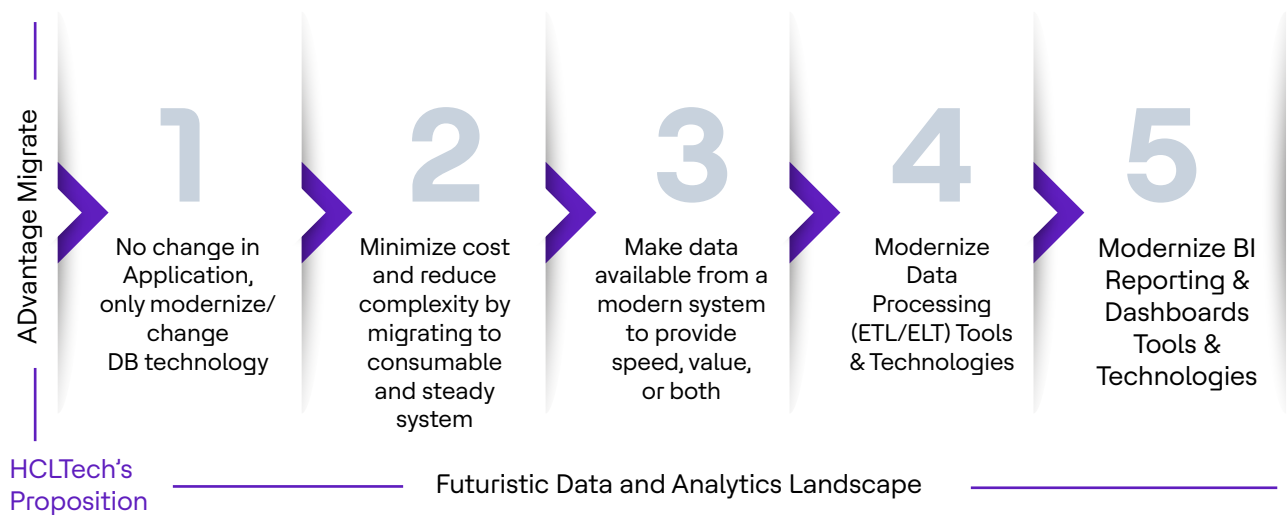 ADvantage Migrate
1
No change in
Application,
only modernize/
change
DB technology
2
Minimize cost
and reduce
complexity by
migrating to
consumable
and steady
system
3
Make data
available from a
modern system
to provide
speed, value,
or both
4
Modernize
Data
Processing
(ETL/ELT) Tools
& Technologies
5
Modernize BI
Reporting &
Dashboards
Tools &
Technologies
HCLTech's
Proposition
Futuristic Data and Analytics Landscape